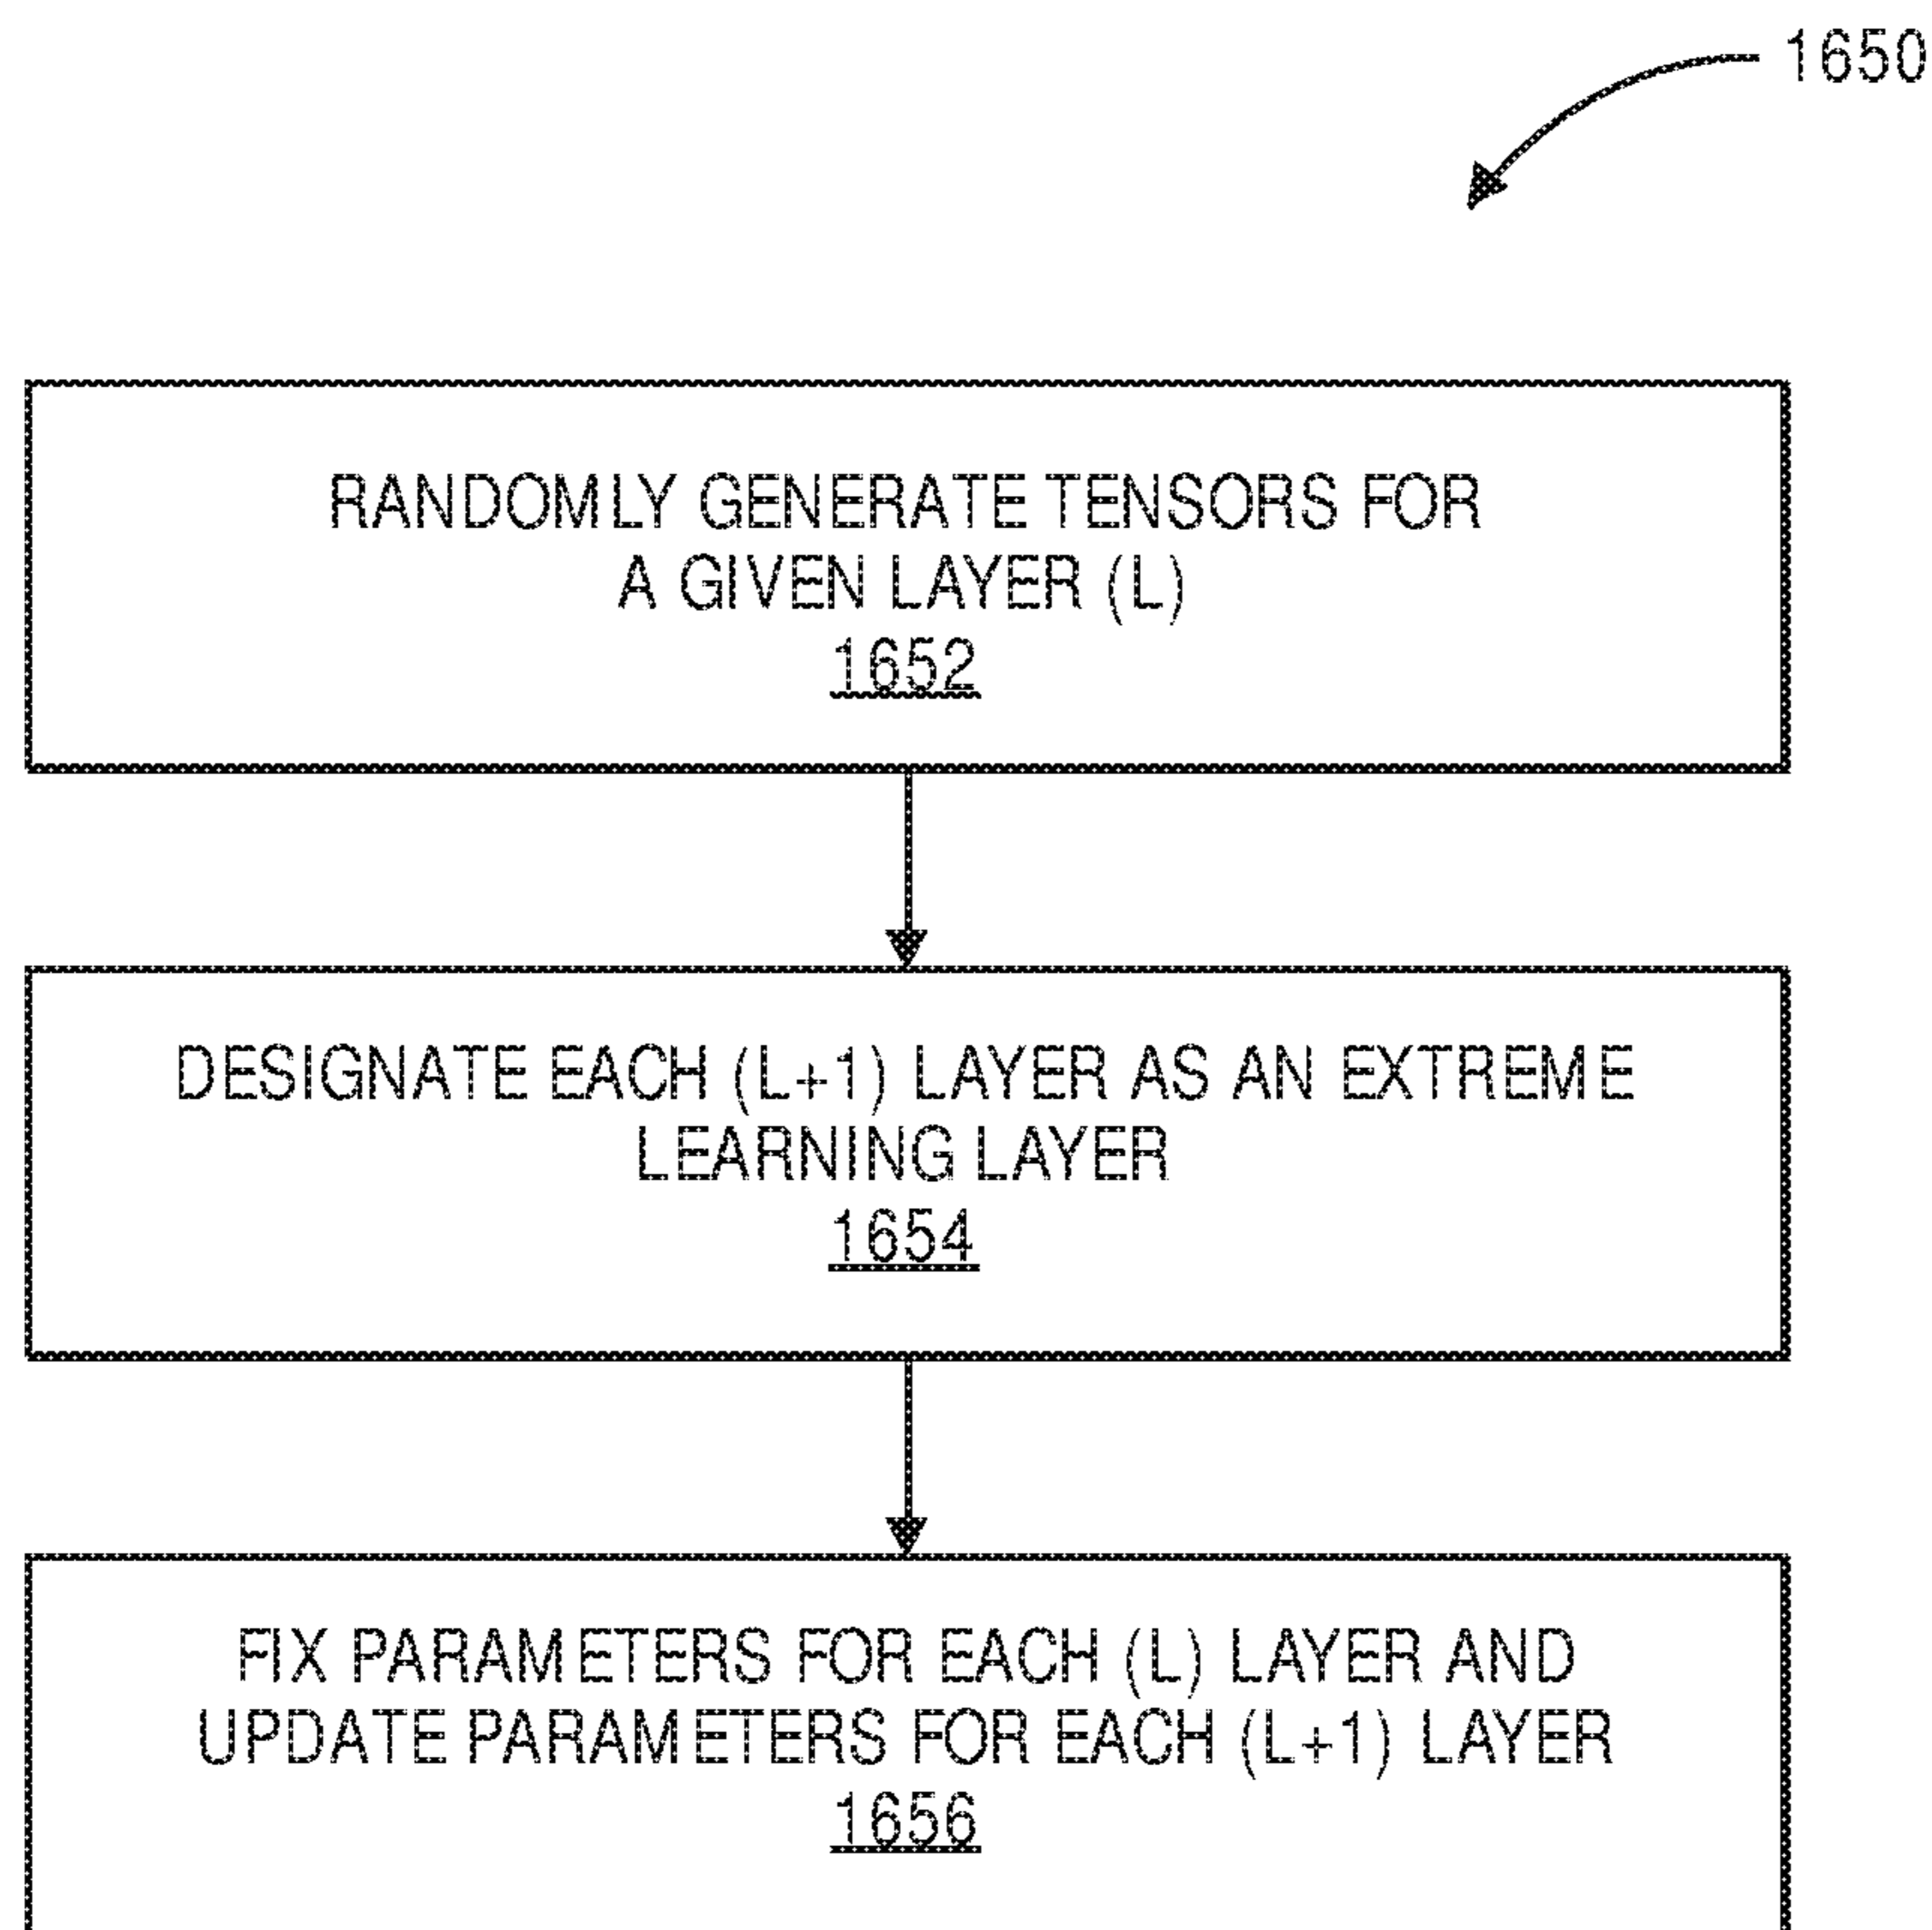 1650
RANDOMLY GENERATE TENSORS FOR
A GIVEN LAYER (L)
1652
DESIGNATE EACH (L+1) LAYER AS AN EXTREME
LEARNING LAYER
1654
FIX PARAMETERS FOR EACH (L) LAYER AND
UPDATE PARAMETERS FOR EACH (L+1) LAYER
1656